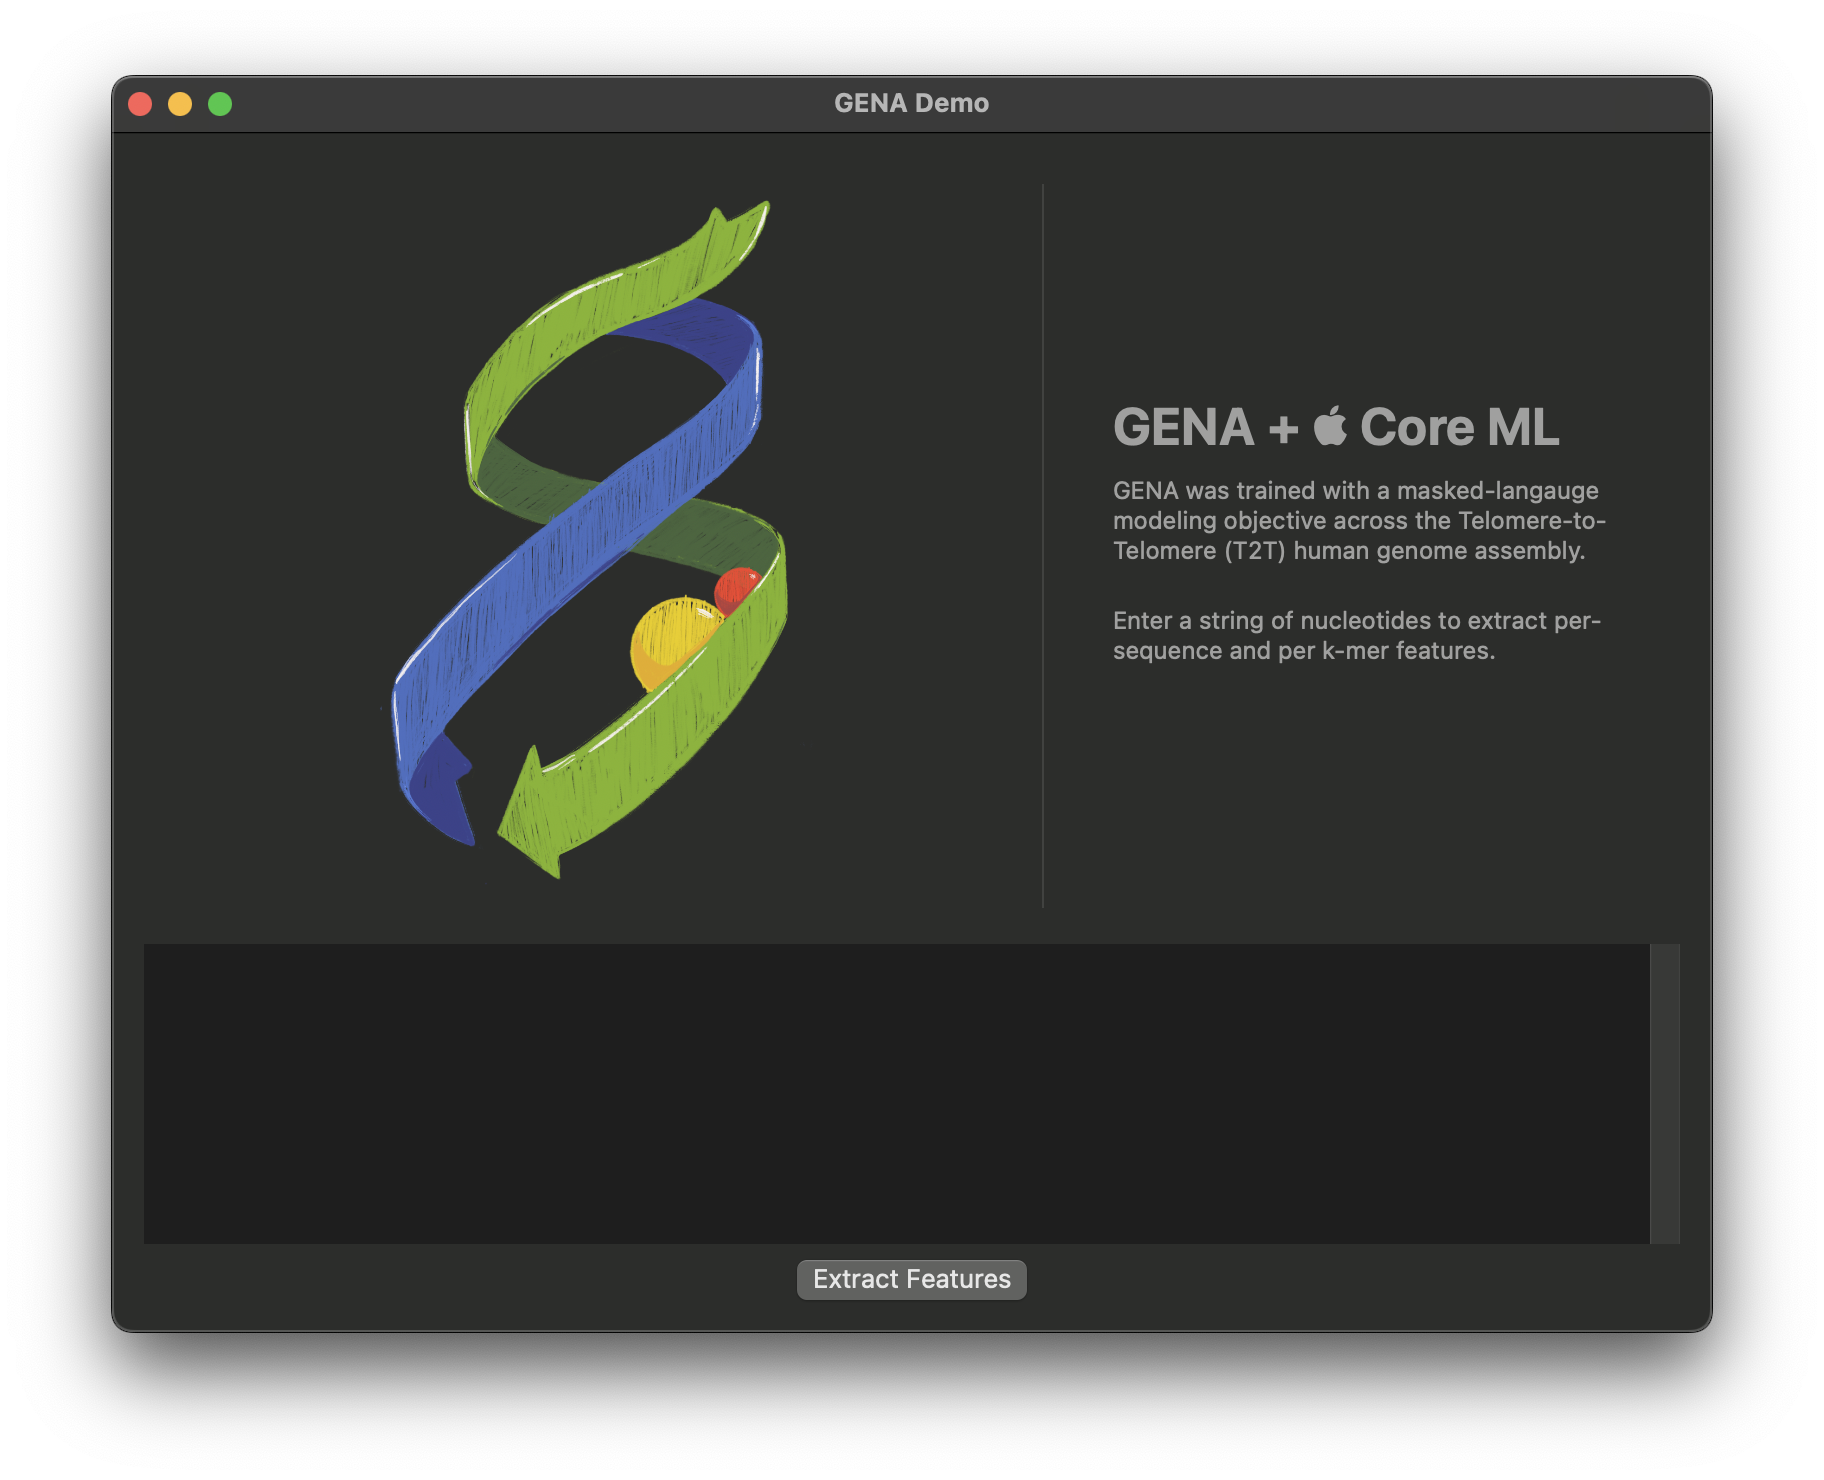 GENA Demo
GENA +  Core ML
GENA was trained with a masked-langauge
modeling objective across the Telomere-to-
Telomere (T2T) human genome assembly.
Enter a string of nucleotides to extract per-
sequence and per k-mer features.
Extract Features